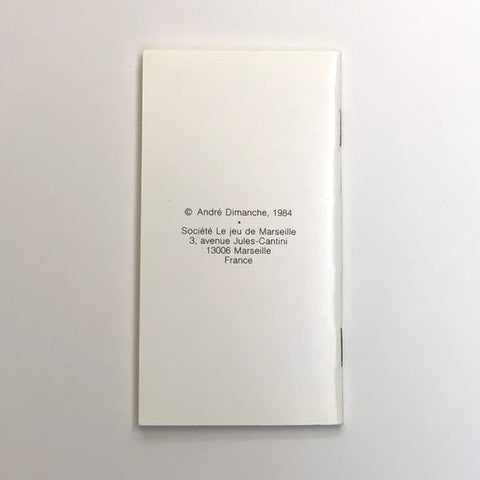 © André Dimanche, 1984
•
Société Le jeu de Marseille
3, avenue Jules-Cantini
13006 Marseille
France